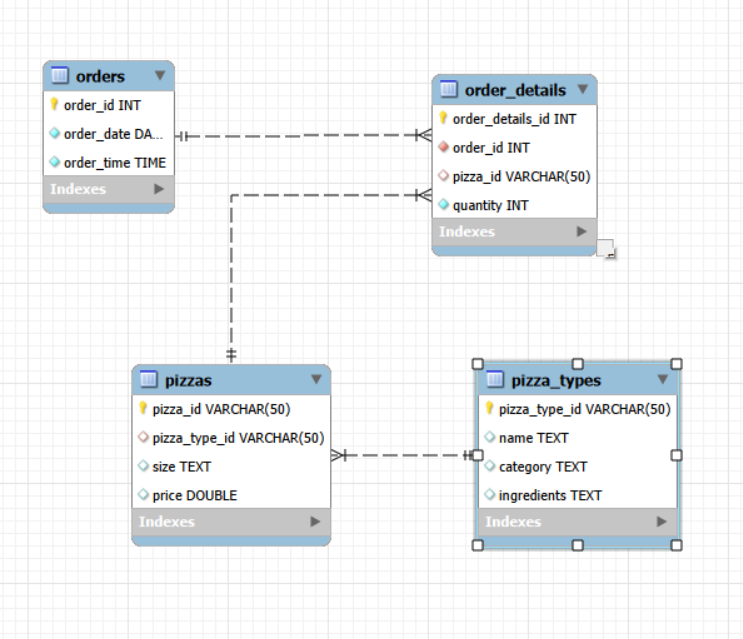 orders
order_id INT
order_date DA...
order_time TIME
Indexes
order_details
order_details_id INT
order_id INT
pizza_id VARCHAR(50)
quantity INT
Indexes
pizzas
pizza_id VARCHAR(50)
pizza_type_id VARCHAR(50)
size TEXT
price DOUBLE
Indexes
pizza_types
pizza_type_id VARCHAR(50)
name TEXT
category TEXT
ingredients TEXT
Indexes